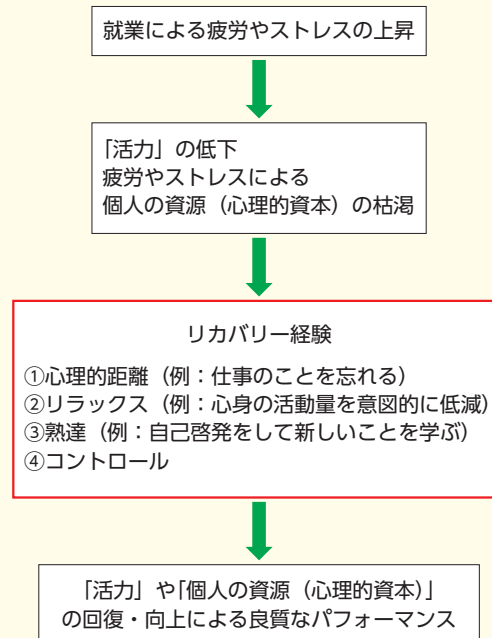 就業による疲労やストレスの上昇
「活力」の低下
疲労やストレスによる
個人の資源（心理的資本）の枯渇
リカバリー経験
①心理的距離（例：仕事のことを忘れる）
②リラックス（例：心身の活動量を意図的に低減）
③熟達（例：自己啓発をして新しいことを学ぶ）
④コントロール
「活力」や「個人の資源（心理的資本）」
の回復・向上による良質なパフォーマンス